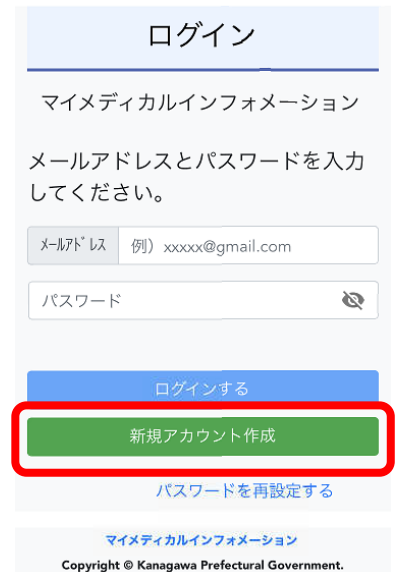 ログイン
マイメディカルインフォメーション
メールアドレスとパスワードを入力
してください。
ﾒｰﾙｱﾄﾞﾚｽ 例）xxxxx@gmail.com
パスワード
ログインする
新規アカウント作成
パスワードを再設定する
マイメディカルインフォメーション
Copyright © Kanagawa Prefectural Government.